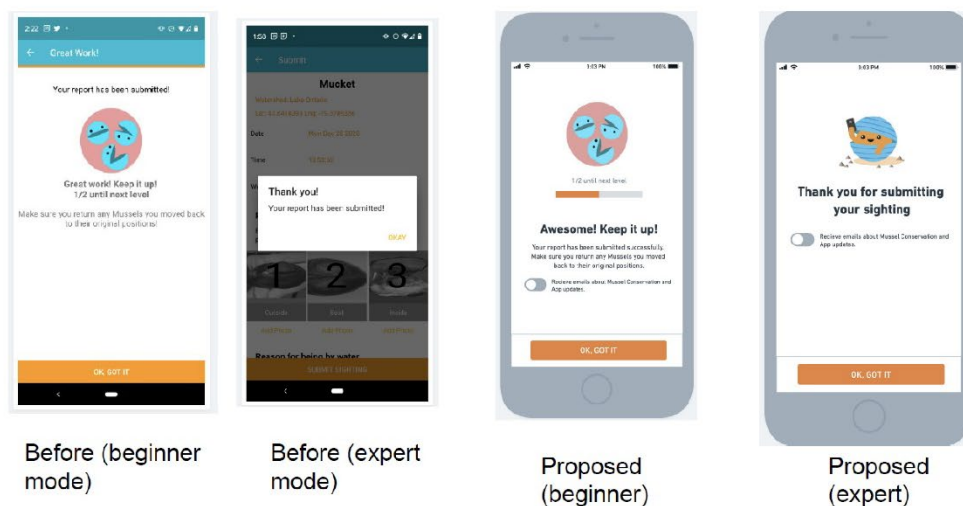 2:22
Great Work!
Your report has been submitted!
Great work! Keep it up!
1/2 until next level
Make sure you return any Mussels you moved back
to their original positions!
OK, GOT IT
Before (beginner
mode)
1:53
Submit
Mucket
Watershed: Lake Ontario
Date
Time
Thank you!
Your report has been submitted!
OKAY
1 2 3
Outside Inside
Add Photo Add Photo Add Photo
Reason for being by water
SUBMIT SIGHTING
Before (expert
mode)
1:03 PM 100%
1/2 until next level
Awesome! Keep it up!
Your report has been submitted successfully.
Make sure you return any Mussels you moved
back to their original positions.
Recieve emails about Mussel Conservation and
App updates.
OK, GOT IT
Proposed
(beginner)
1:03 PM 100%
Thank you for submitting
your sighting
Recieve emails about Mussel Conservation and
App updates.
OK, GOT IT
Proposed
(expert)